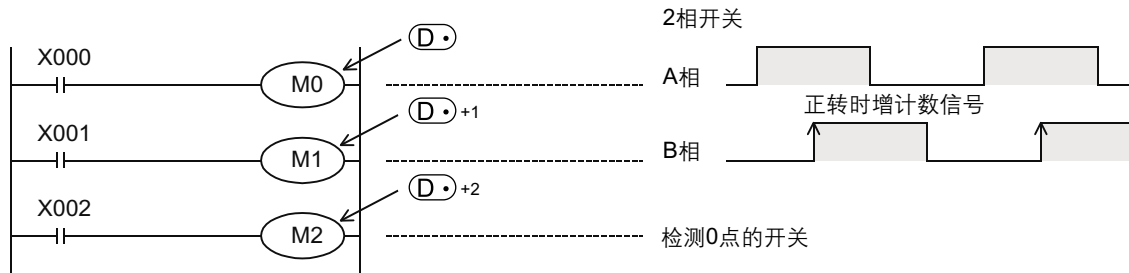 2相开关
X000
M0
D·
A相
正转时增计数信号
X001
M1
D·+1
B相
X002
M2
D·+2
检测0点的开关